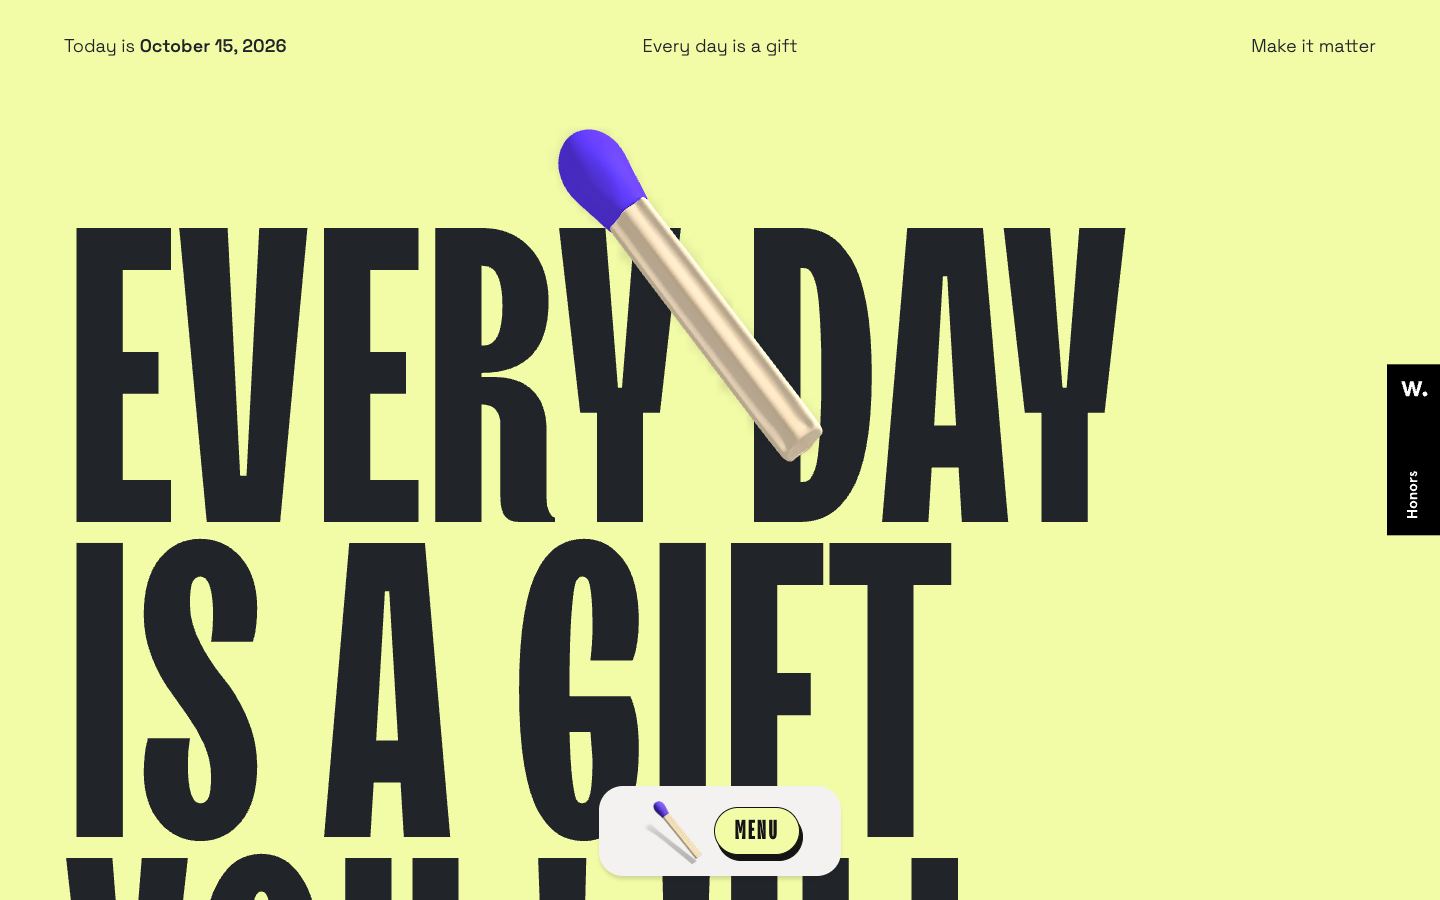 Today is October 15, 2026
Every day is a gift
Make it matter
EVERY DAY
IS A GIFT
W.
Honors
MENU